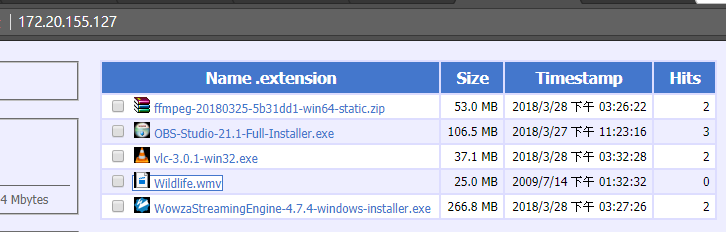 172.20.155.127
Name .extension Size Timestamp Hits
ffmpeg-20180325-5b31dd1-win64-static.zip 53.0 MB 2018/3/28 下午 03:26:22 2
OBS-Studio-21.1-Full-Installer.exe 106.5 MB 2018/3/27 下午 11:23:16 3
vlc-3.0.1-win32.exe 37.1 MB 2018/3/28 下午 03:32:28 2
Wildlife.wmv 25.0 MB 2009/7/14 下午 01:32:32 0
4 Mbytes
WowzaStreamingEngine-4.7.4-windows-installer.exe 266.8 MB 2018/3/28 下午 03:27:26 2